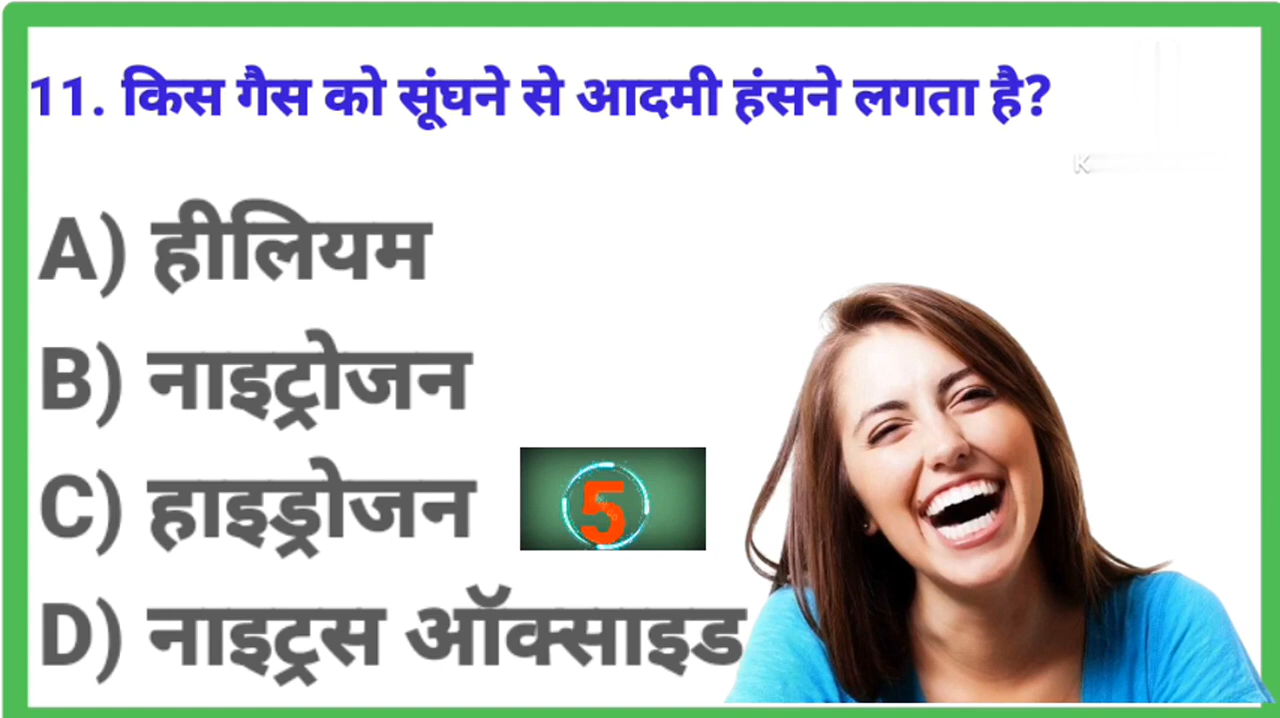 11. किस गैस को सूंघने से आदमी हंसने लगता है?
K
A) हीलियम
B) नाइट्रोजन
C) हाइड्रोजन
5
D) नाइट्रस ऑक्साइड